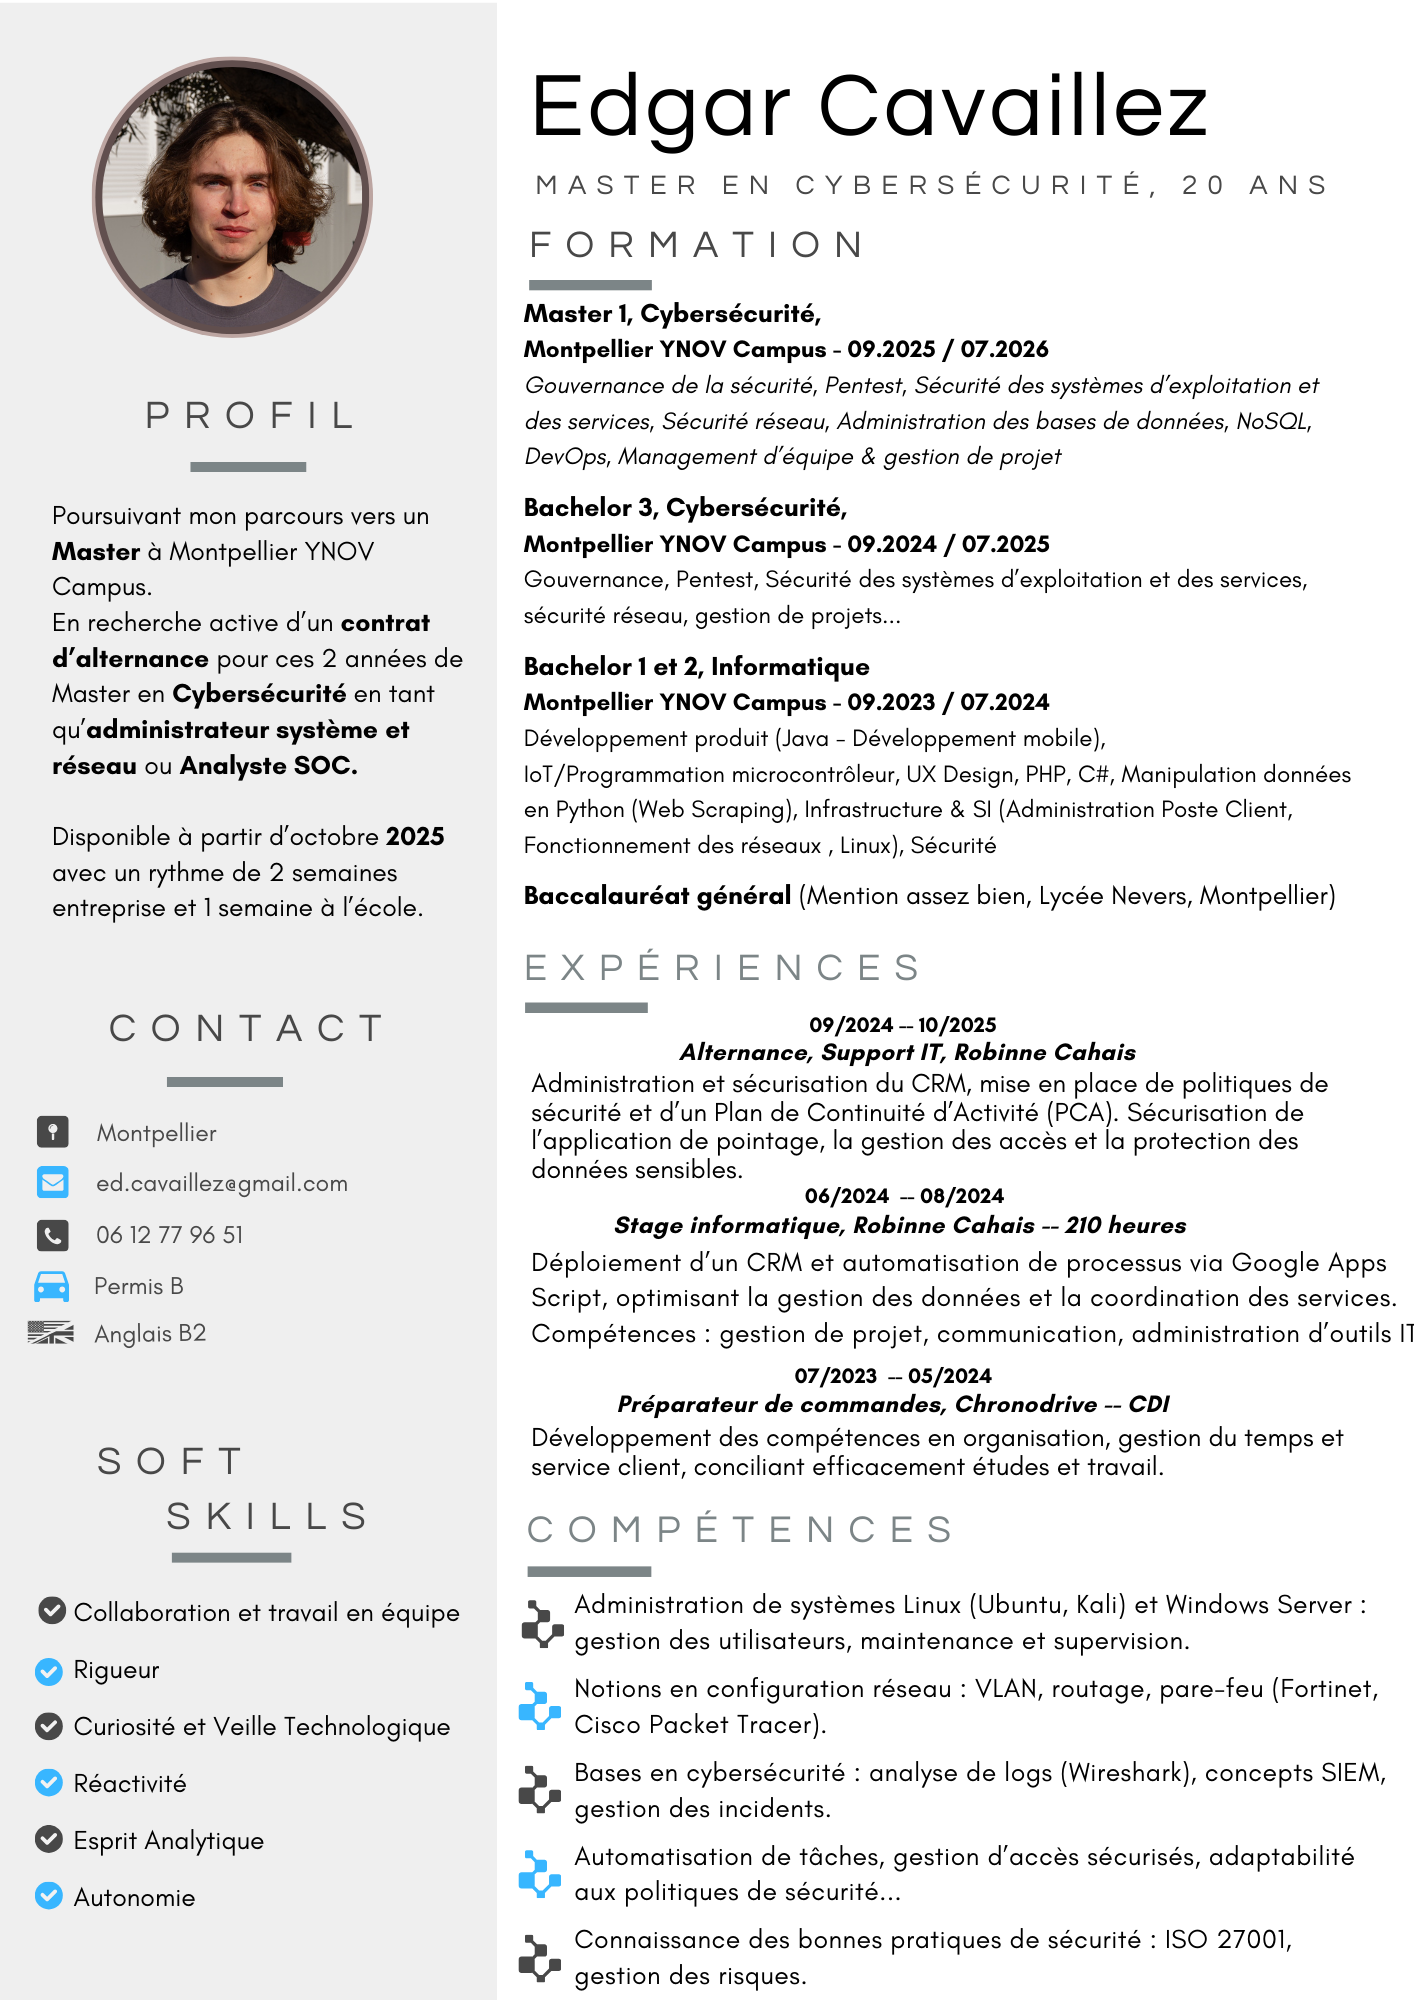 Edgar Cavaillez
MASTER EN CYBERSÉCURITÉ, 20 ANS
PROFIL
Poursuivant mon parcours vers un
Master à Montpellier YNOV
Campus.
En recherche active d’un contrat
d’alternance pour ces 2 années de
Master en Cybersécurité en tant
qu’administrateur système et
réseau ou Analyste SOC.
Disponible à partir d’octobre 2025
avec un rythme de 2 semaines
entreprise et 1 semaine à l’école.
CONTACT
Montpellier
ed.cavaillez@gmail.com
06 12 77 96 51
Permis B
Anglais B2
SOFT
SKILLS
Collaboration et travail en équipe
Rigueur
Curiosité et Veille Technologique
Réactivité
Esprit Analytique
Autonomie
FORMATION
Master 1, Cybersécurité,
Montpellier YNOV Campus - 09.2025 / 07.2026
Gouvernance de la sécurité, Pentest, Sécurité des systèmes d’exploitation et
des services, Sécurité réseau, Administration des bases de données, NoSQL,
DevOps, Management d’équipe & gestion de projet
Bachelor 3, Cybersécurité,
Montpellier YNOV Campus - 09.2024 / 07.2025
Gouvernance, Pentest, Sécurité des systèmes d’exploitation et des services,
sécurité réseau, gestion de projets...
Bachelor 1 et 2, Informatique
Montpellier YNOV Campus - 09.2023 / 07.2024
Développement produit (Java - Développement mobile),
IoT/Programmation microcontrôleur, UX Design, PHP, C#, Manipulation données
en Python (Web Scraping), Infrastructure & SI (Administration Poste Client,
Fonctionnement des réseaux , Linux), Sécurité
Baccalauréat général (Mention assez bien, Lycée Nevers, Montpellier)
EXPÉRIENCES
09/2024 -- 10/2025
Alternance, Support IT, Robinne Cahais
Administration et sécurisation du CRM, mise en place de politiques de
sécurité et d’un Plan de Continuité d’Activité (PCA). Sécurisation de
l’application de pointage, la gestion des accès et la protection des
données sensibles.
06/2024 -- 08/2024
Stage informatique, Robinne Cahais -- 210 heures
Déploiement d’un CRM et automatisation de processus via Google Apps
Script, optimisant la gestion des données et la coordination des services.
Compétences : gestion de projet, communication, administration d’outils IT
07/2023 -- 05/2024
Préparateur de commandes, Chronodrive -- CDI
Développement des compétences en organisation, gestion du temps et
service client, conciliant efficacement études et travail.
COMPÉTENCES
Administration de systèmes Linux (Ubuntu, Kali) et Windows Server :
gestion des utilisateurs, maintenance et supervision.
Notions en configuration réseau : VLAN, routage, pare-feu (Fortinet,
Cisco Packet Tracer).
Bases en cybersécurité : analyse de logs (Wireshark), concepts SIEM,
gestion des incidents.
Automatisation de tâches, gestion d’accès sécurisés, adaptabilité
aux politiques de sécurité...
Connaissance des bonnes pratiques de sécurité : ISO 27001,
gestion des risques.